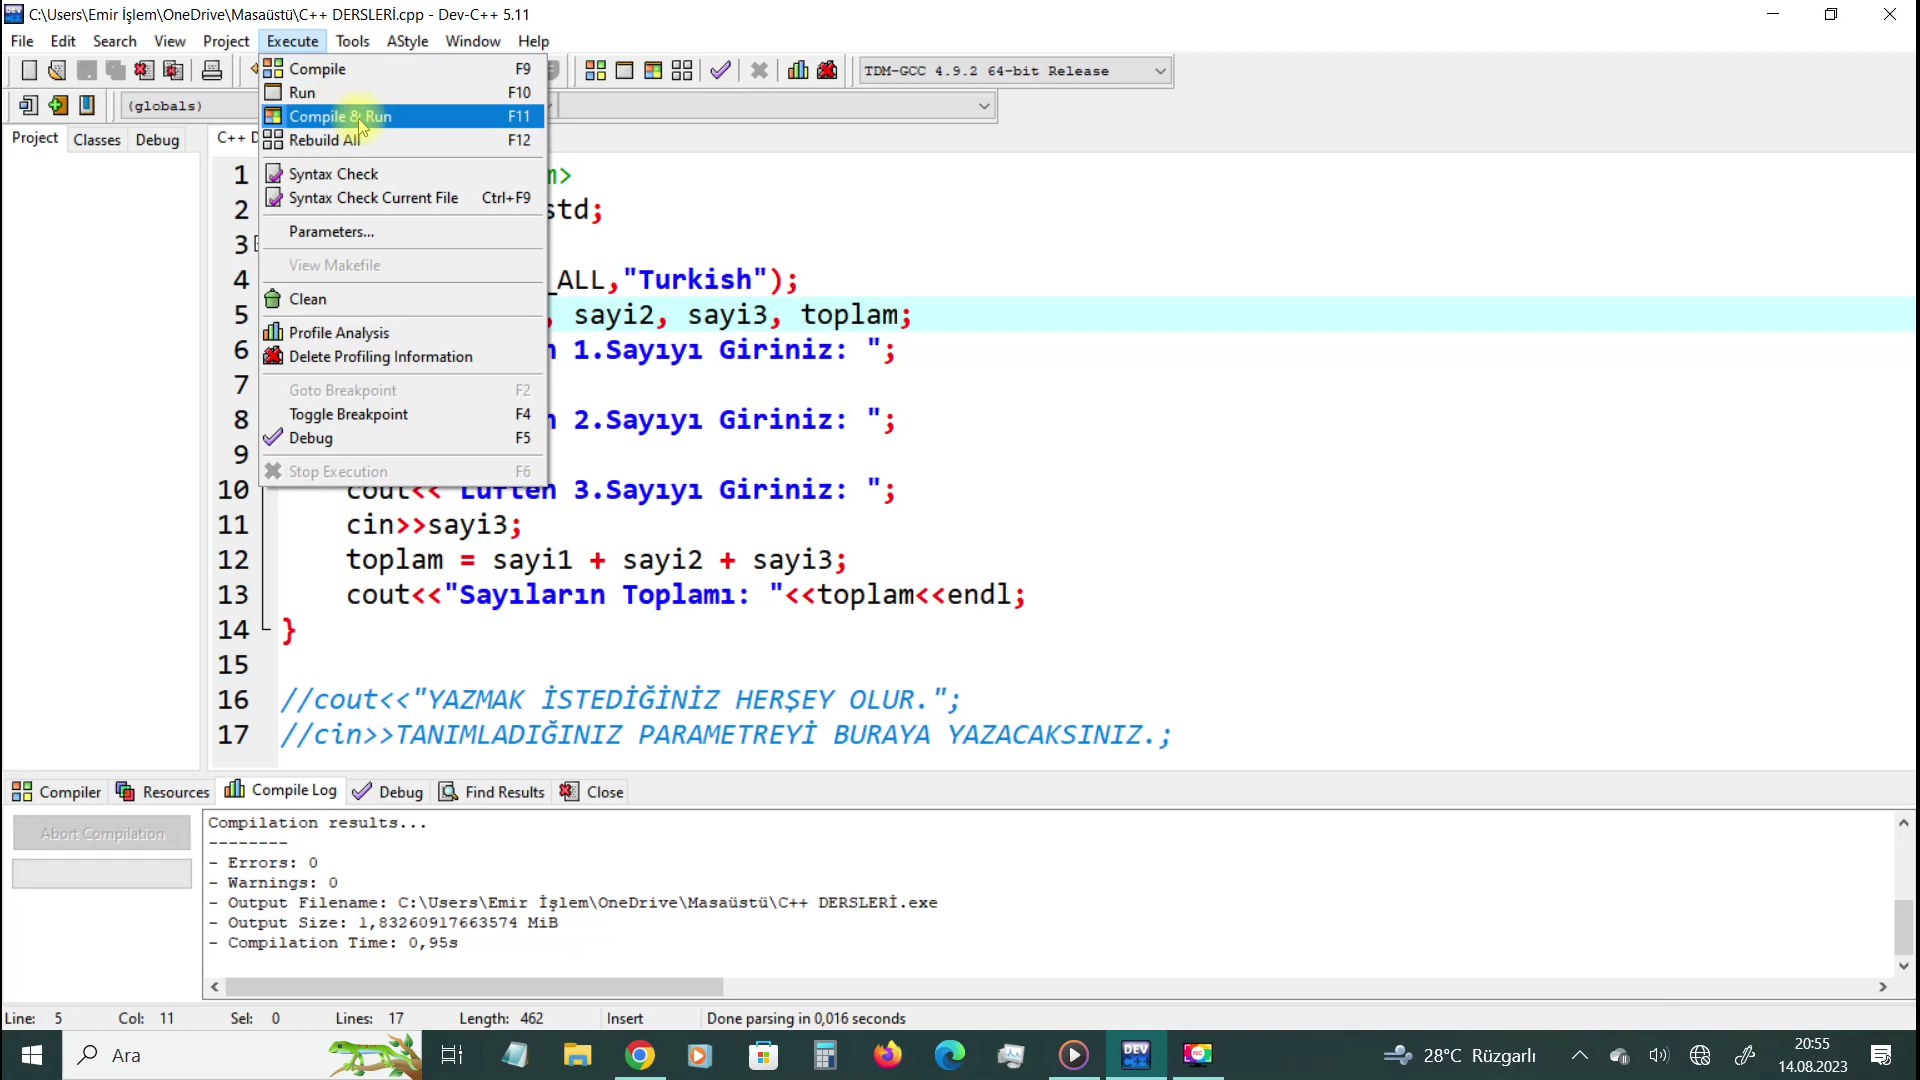 C:\Users\Emir İşlem\OneDrive\Masaüstü\C++ DERSLERİ.cpp - Dev-C++ 5.11
File Edit Search View Project Execute Tools AStyle Window Help
TDM-GCC 4.9.2 64-bit Release
(globals)
Project Classes Debug C++
Compile F9
Run F10
Compile & Run F11
Rebuild All F12
Syntax Check
Syntax Check Current File Ctrl+F9
Parameters...
View Makefile
Clean
Profile Analysis
Delete Profiling Information
Goto Breakpoint F2
Toggle Breakpoint F4
Debug F5
Stop Execution F6
1 >
2 std;
3
4 _ALL,"Turkish");
5 , sayi2, sayi3, toplam;
6 1.Sayıyı Giriniz: ";
7
8 2.Sayıyı Giriniz: ";
9
10 cout<<"Lüften 3.Sayıyı Giriniz: ";
11 cin>>sayi3;
12 toplam = sayi1 + sayi2 + sayi3;
13 cout<<"Sayıların Toplamı: "<<toplam<<endl;
14 }
15
16 //cout<<"YAZMAK İSTEDİĞİNİZ HERŞEY OLUR.";
17 //cin>>TANIMLADIĞINIZ PARAMETREYİ BURAYA YAZACAKSINIZ.;
Compiler Resources Compile Log Debug Find Results Close
Abort Compilation
Compilation results...
--------
- Errors: 0
- Warnings: 0
- Output Filename: C:\Users\Emir İşlem\OneDrive\Masaüstü\C++ DERSLERİ.exe
- Output Size: 1,83260917663574 MiB
- Compilation Time: 0,95s
Line: 5 Col: 11 Sel: 0 Lines: 17 Length: 462 Insert Done parsing in 0,016 seconds
Ara
DEV C++
REC
28°C Rüzgarlı
20:55
14.08.2023